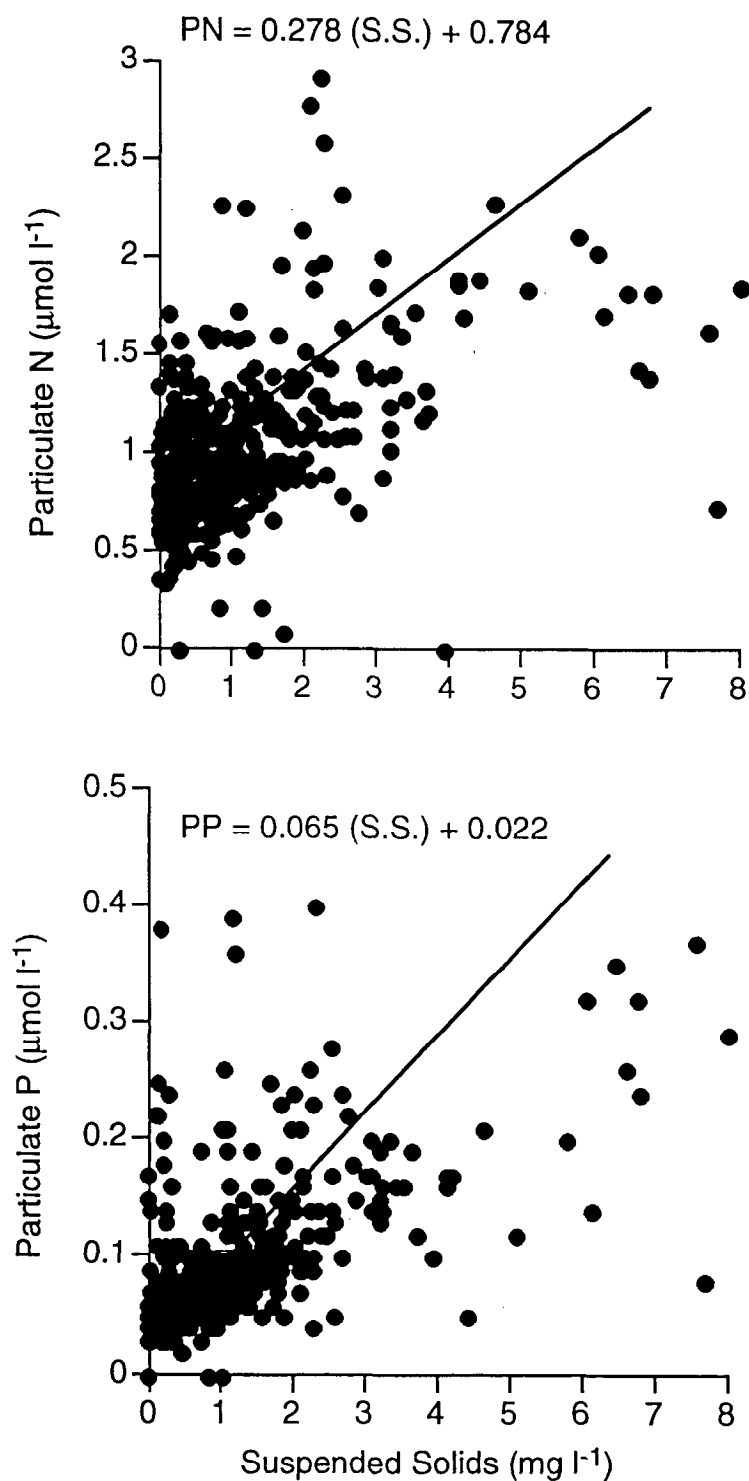 PN = 0.278 (S.S.) + 0.784
3
2.5
2
1.5
1
0.5
0
Particulate N (µmol l⁻¹)
0 1 2 3 4 5 6 7 8
0.5
PP = 0.065 (S.S.) + 0.022
0.4
0.3
0.2
0.1
0
Particulate P (µmol l⁻¹)
0 1 2 3 4 5 6 7 8
Suspended Solids (mg l⁻¹)